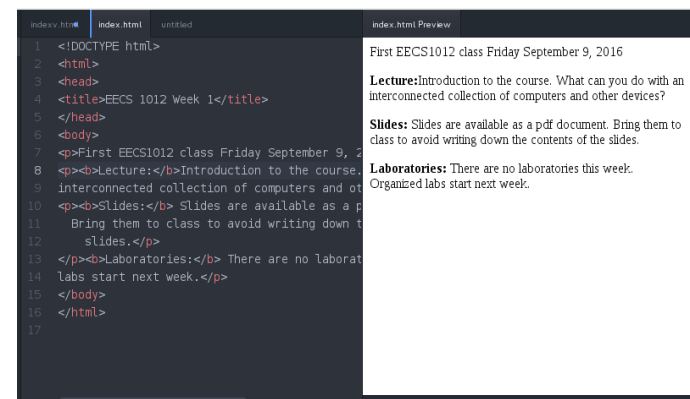 indexv.html
index.html
untitled
index.html Preview
1 <!DOCTYPE html>
2 <html>
3 <head>
4 <title>EECS 1012 Week 1</title>
5 </head>
6 <body>
7 <p>First EECS1012 class Friday September 9, 2
8 <p><b>Lecture:</b>Introduction to the course.
9 interconnected collection of computers and ot
10 <p><b>Slides:</b> Slides are available as a p
11 Bring them to class to avoid writing down t
12 slides.</p>
13 </p><b>Laboratories:</b> There are no laborat
14 labs start next week.</p>
15 </body>
16 </html>
17
First EECS1012 class Friday September 9, 2016
Lecture:Introduction to the course. What can you do with an
interconnected collection of computers and other devices?
Slides: Slides are available as a pdf document. Bring them to
class to avoid writing down the contents of the slides.
Laboratories: There are no laboratories this week.
Organized labs start next week.